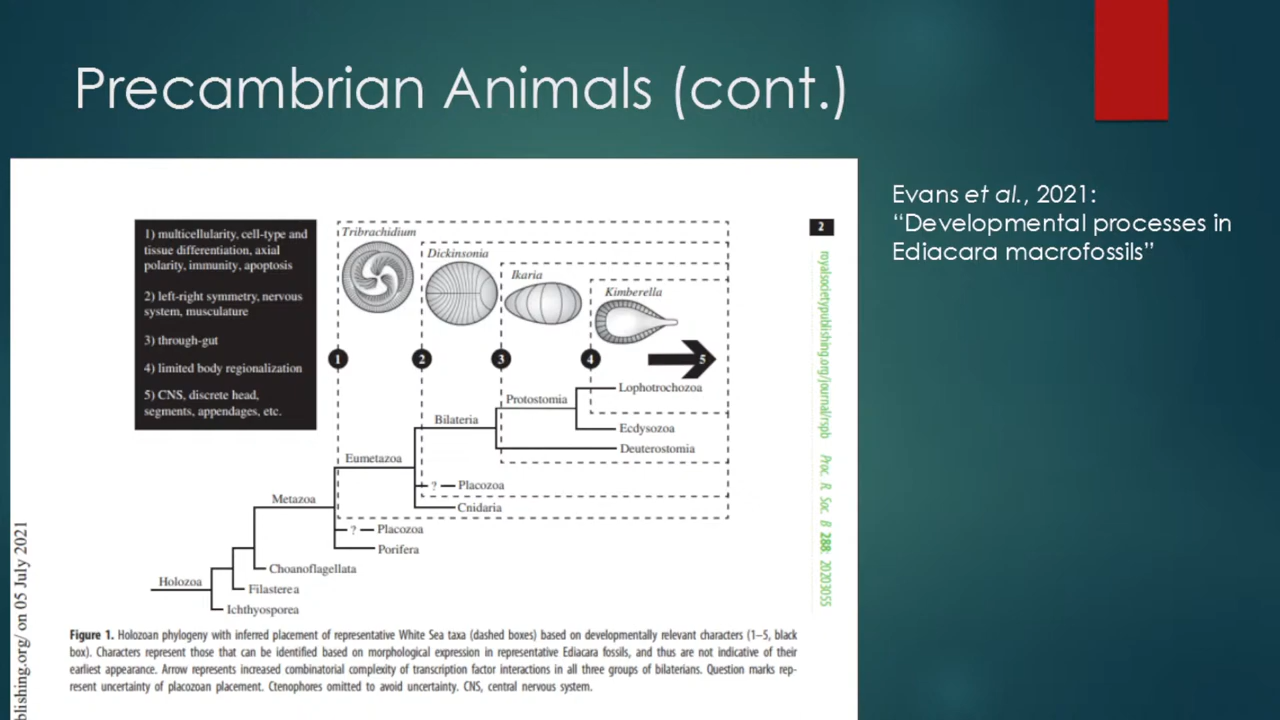 Precambrian Animals (cont.)
Evans et al., 2021:
“Developmental processes in
Ediacara macrofossils”
1) multicellularity, cell-type and
tissue differentiation, axial
polarity, immunity, apoptosis
2) left-right symmetry, nervous
system, musculature
3) through-gut
4) limited body regionalization
5) CNS, discrete head,
segments, appendages, etc.
Tribrachidium
Dickinsonia
Ikaria
Kimberella
1
2
3
4
5
Lophotrochozoa
Protostomia
Ecdysozoa
Bilateria
Deuterostomia
Eumetazoa
? Placozoa
Cnidaria
Metazoa
? Placozoa
Porifera
Choanoflagellata
Holozoa
Filasterea
Ichthyosporea
2
royalsocietypublishing.org/journal/rspb Proc. R. Soc. B 288: 20203055
blishing.org/ on 05 July 2021
Figure 1. Holozoan phylogeny with inferred placement of representative White Sea taxa (dashed boxes) based on developmentally relevant characters (1–5, black
box). Characters represent those that can be identified based on morphological expression in representative Ediacara fossils, and thus are not indicative of their
earliest appearance. Arrow represents increased combinatorial complexity of transcription factor interactions in all three groups of bilaterians. Question marks rep-
resent uncertainty of placozoan placement. Ctenophores omitted to avoid uncertainty. CNS, central nervous system.